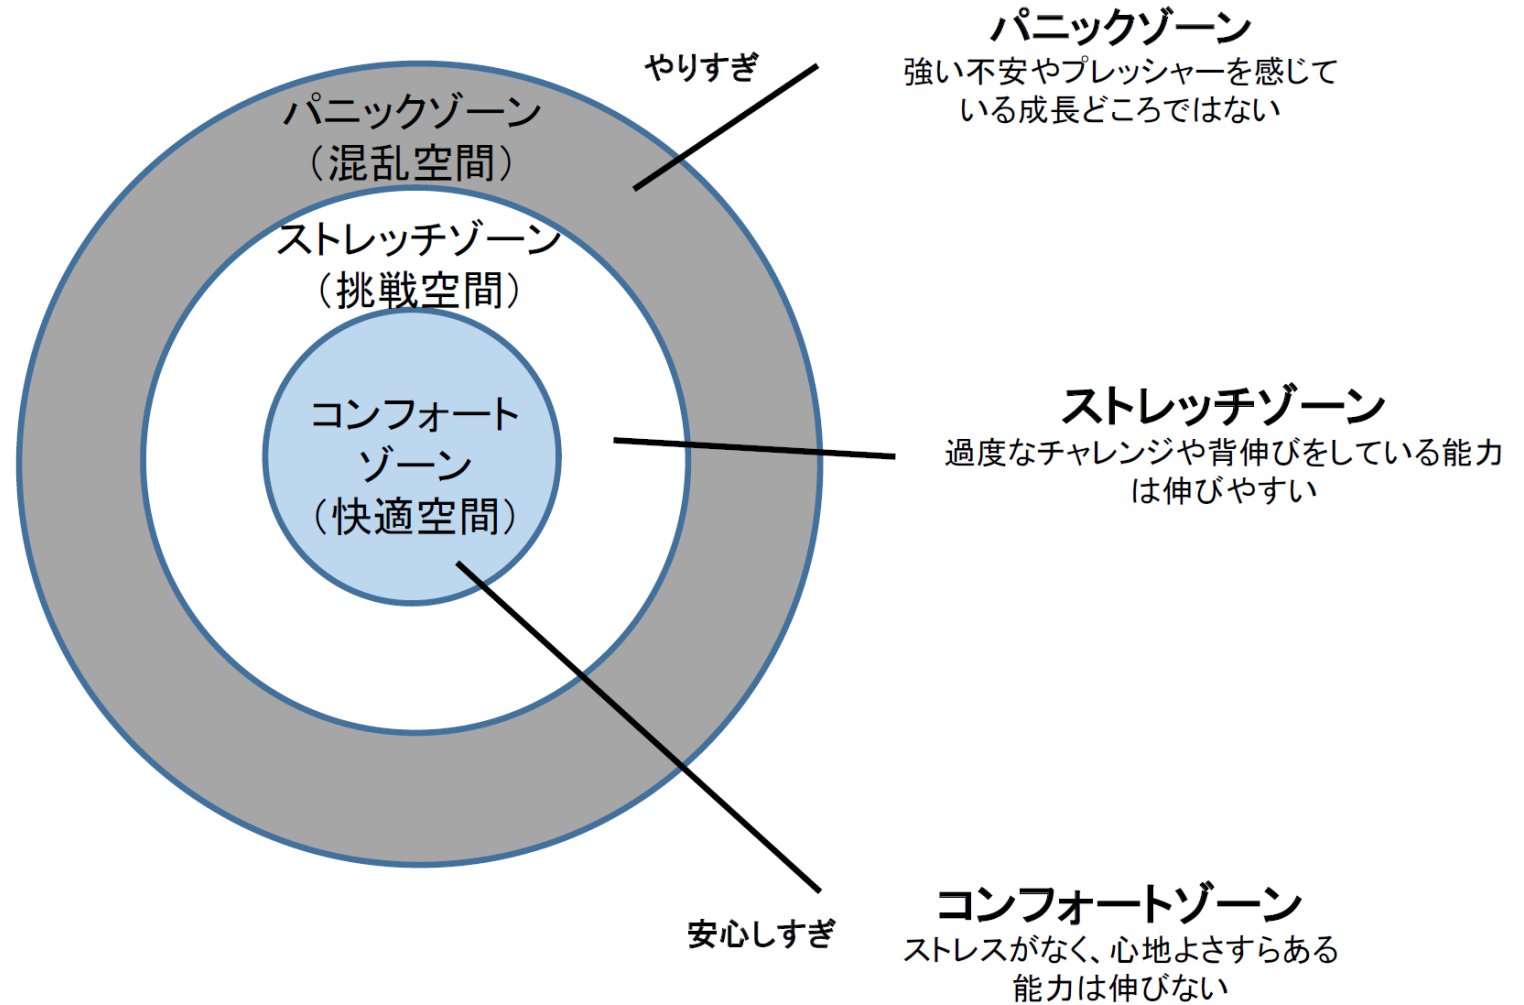 パニックゾーン
やりすぎ
強い不安やプレッシャーを感じて
いる成長どころではない
パニックゾーン
（混乱空間）
ストレッチゾーン
（挑戦空間）
コンフォート
ゾーン
（快適空間）
ストレッチゾーン
過度なチャレンジや背伸びをしている能力
は伸びやすい
コンフォートゾーン
安心しすぎ
ストレスがなく、心地よさすらある
能力は伸びない